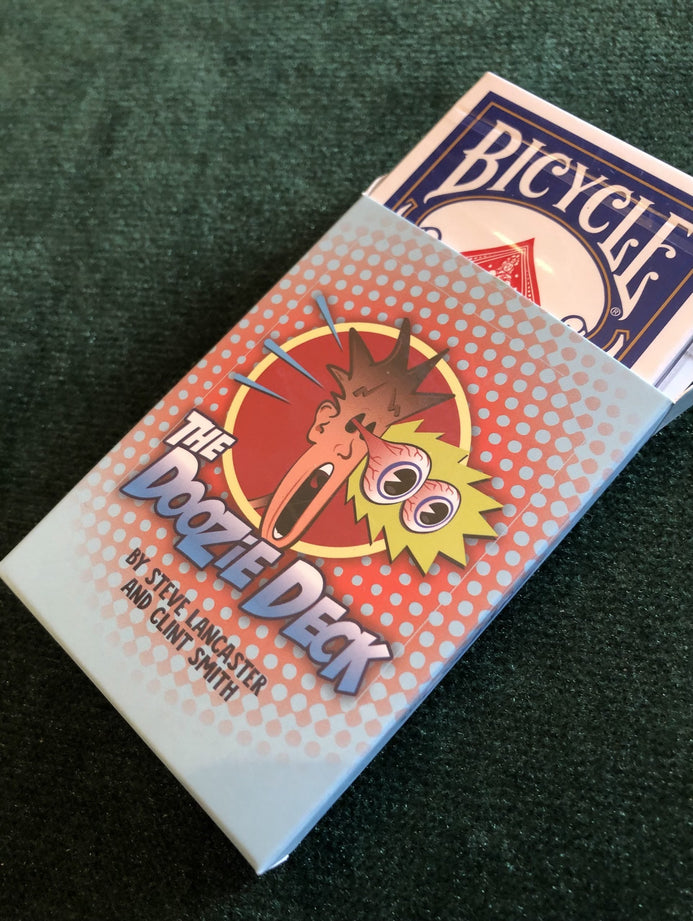 BICYCLE
®
THE
DOOZIE DECK
BY STEVE LANCASTER
AND CLINT SMITH